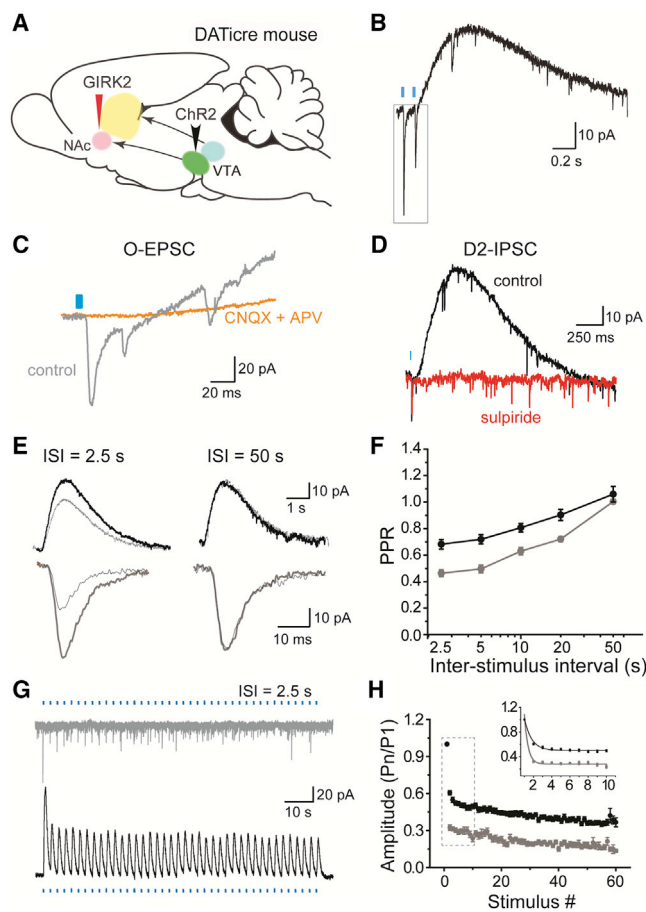 A
DATicre mouse
GIRK2
ChR2
NAc
VTA
B
10 pA
0.2 s
C
O-EPSC
CNQX + APV
control
20 pA
20 ms
D
D2-IPSC
control
10 pA
250 ms
sulpiride
E
ISI = 2.5 s
ISI = 50 s
10 pA
1 s
10 pA
10 ms
F
PPR
1.4
1.2
1.0
0.8
0.6
0.4
0.2
0.0
2.5 5 10 20 50
Inter-stimulus interval (s)
G
ISI = 2.5 s
20 pA
10 s
H
Amplitude (Pn/P1)
1.2
0.9
0.6
0.3
0.0
0 20 40 60
Stimulus #
1.2
0.8
0.4
2 4 6 8 10